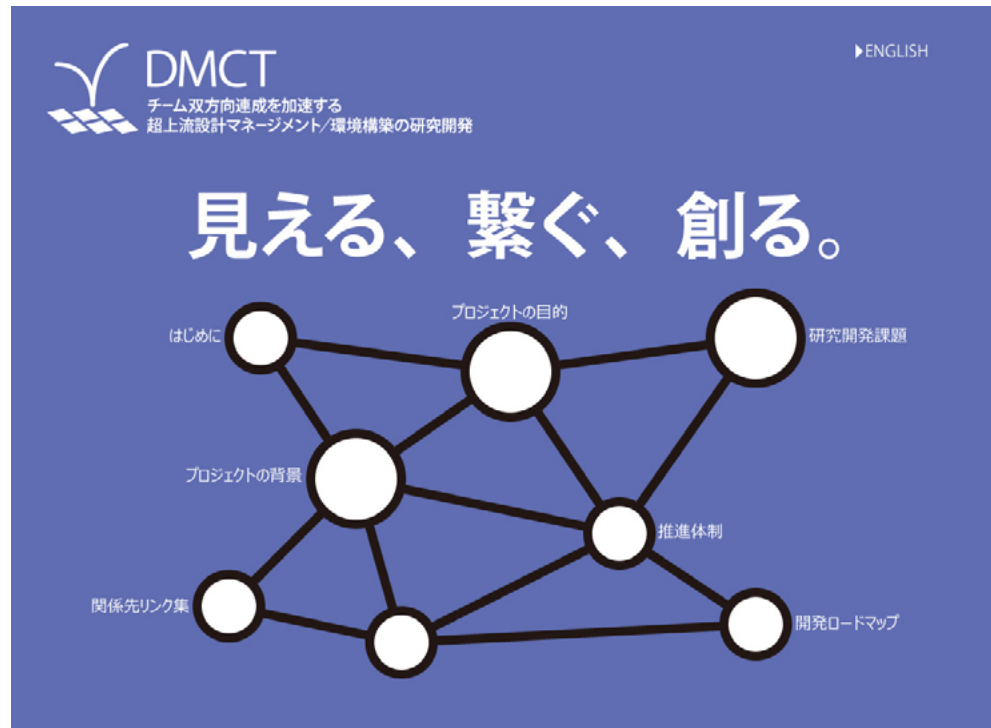 DMCT
▶ENGLISH
チーム双方向連成を加速する
超上流設計マネージメント/環境構築の研究開発
見える、繋ぐ、創る。
プロジェクトの目的
はじめに
研究開発課題
プロジェクトの背景
推進体制
関係先リンク集
開発ロードマップ